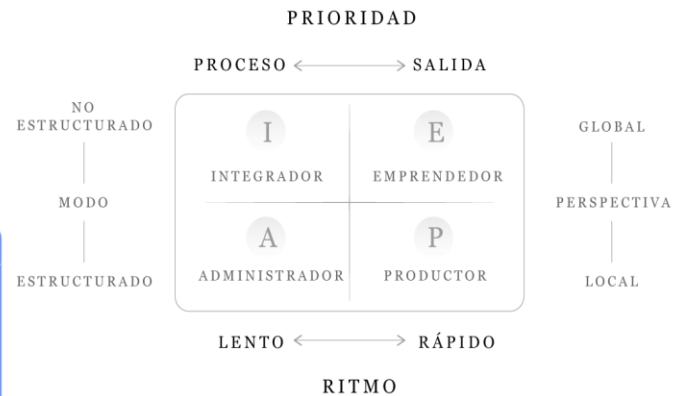 PRIORIDAD
PROCESO SALIDA
NO
ESTRUCTURADO
MODO
ESTRUCTURADO
I
INTEGRADOR
E
EMPRENDEDOR
A
ADMINISTRADOR
P
PRODUCTOR
GLOBAL
PERSPECTIVA
LOCAL
LENTO RÁPIDO
RITMO